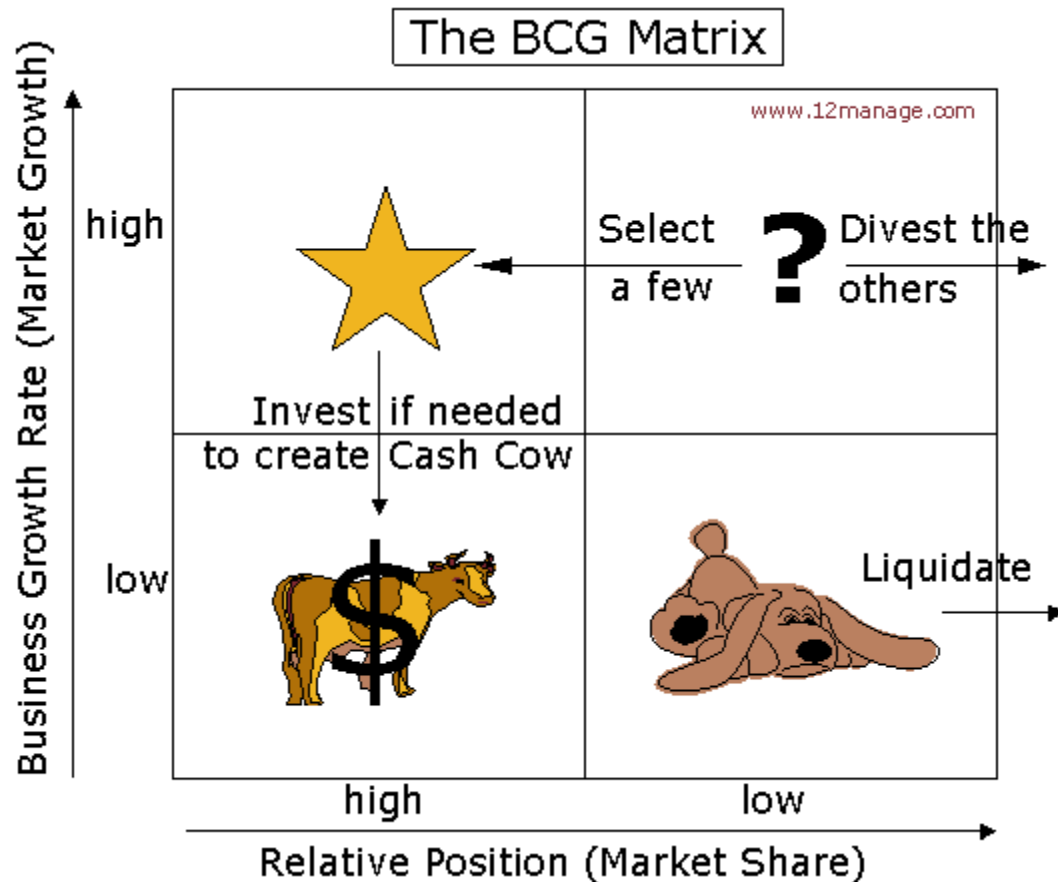 The BCG Matrix
www.12manage.com
Business Growth Rate (Market Growth)
high
Select
a few
?
Divest the
others
Invest if needed
to create Cash Cow
low
$
Liquidate
high
low
Relative Position (Market Share)